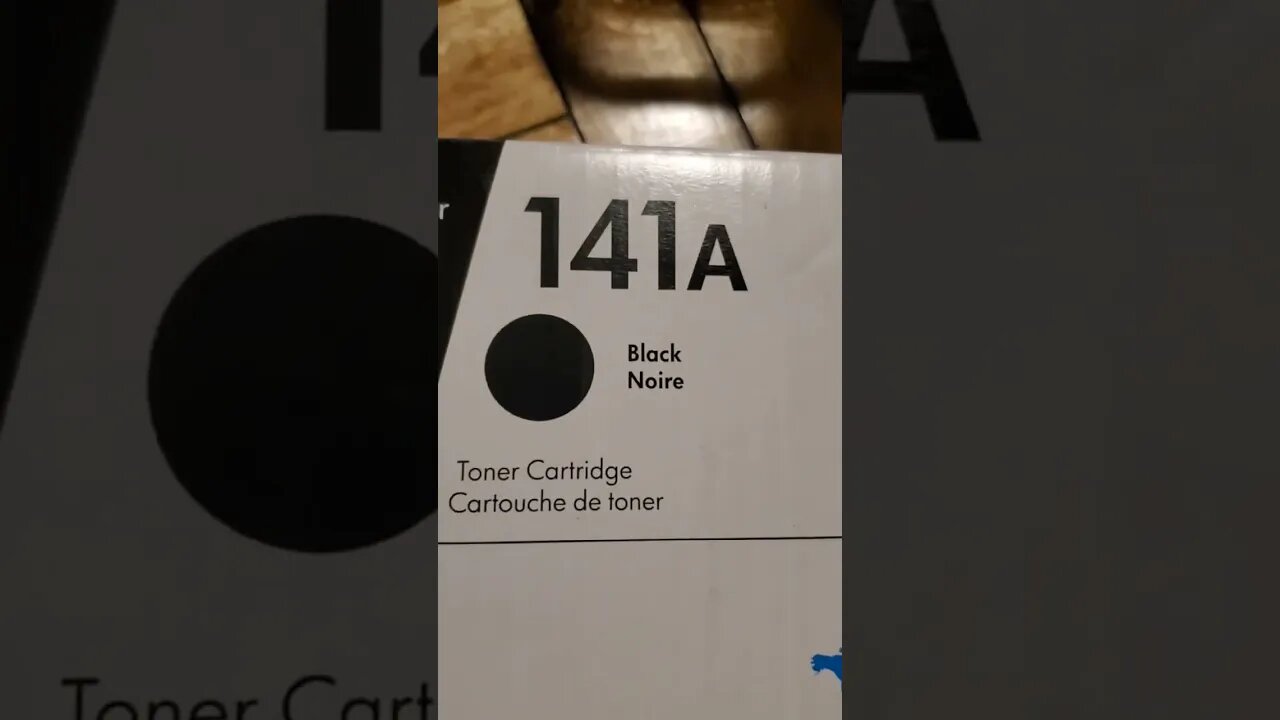 141A
Black
Noire
Toner Cartridge
Cartouche de toner